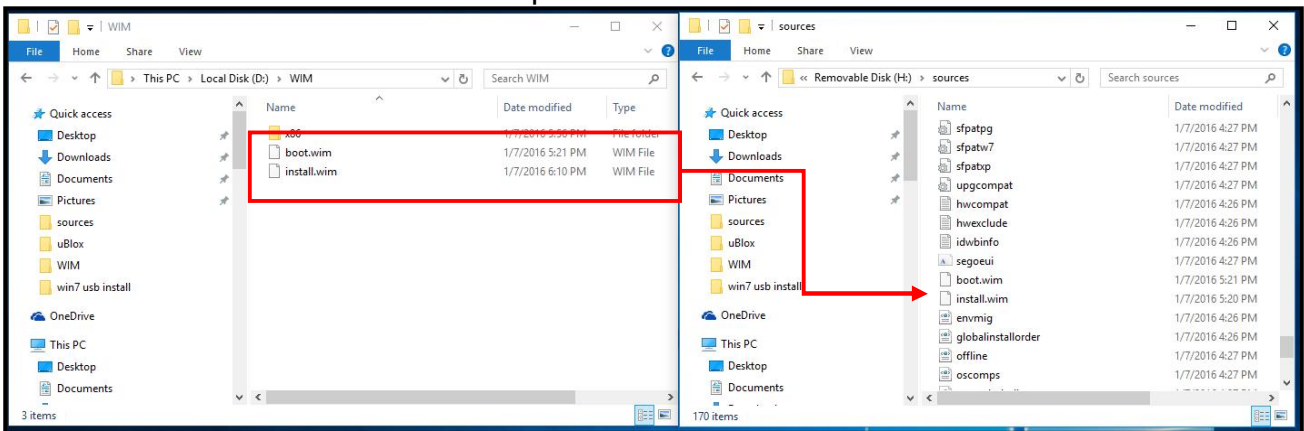 WIM
File Home Share View
This PC > Local Disk (D:) > WIM
Search WIM
Quick access
Desktop
Downloads
Documents
Pictures
sources
uBlox
WIM
win7 usb install
OneDrive
This PC
Desktop
Documents
Name Date modified Type
x86 1/7/2016 5:56 PM File folder
boot.wim 1/7/2016 5:21 PM WIM File
install.wim 1/7/2016 6:10 PM WIM File
3 items
sources
File Home Share View
« Removable Disk (H:) > sources
Search sources
Quick access
Desktop
Downloads
Documents
Pictures
sources
uBlox
WIM
win7 usb install
OneDrive
This PC
Desktop
Documents
Name Date modified
sfpatpg 1/7/2016 4:27 PM
sfpatw7 1/7/2016 4:27 PM
sfpatxp 1/7/2016 4:27 PM
upgcompat 1/7/2016 4:27 PM
hwcompat 1/7/2016 4:26 PM
hwexclude 1/7/2016 4:26 PM
idwbinfo 1/7/2016 4:26 PM
segoeui 1/7/2016 4:27 PM
boot.wim 1/7/2016 5:21 PM
install.wim 1/7/2016 5:20 PM
envmig 1/7/2016 4:26 PM
globalinstallorder 1/7/2016 4:26 PM
offline 1/7/2016 4:27 PM
oscomps 1/7/2016 4:27 PM
170 items